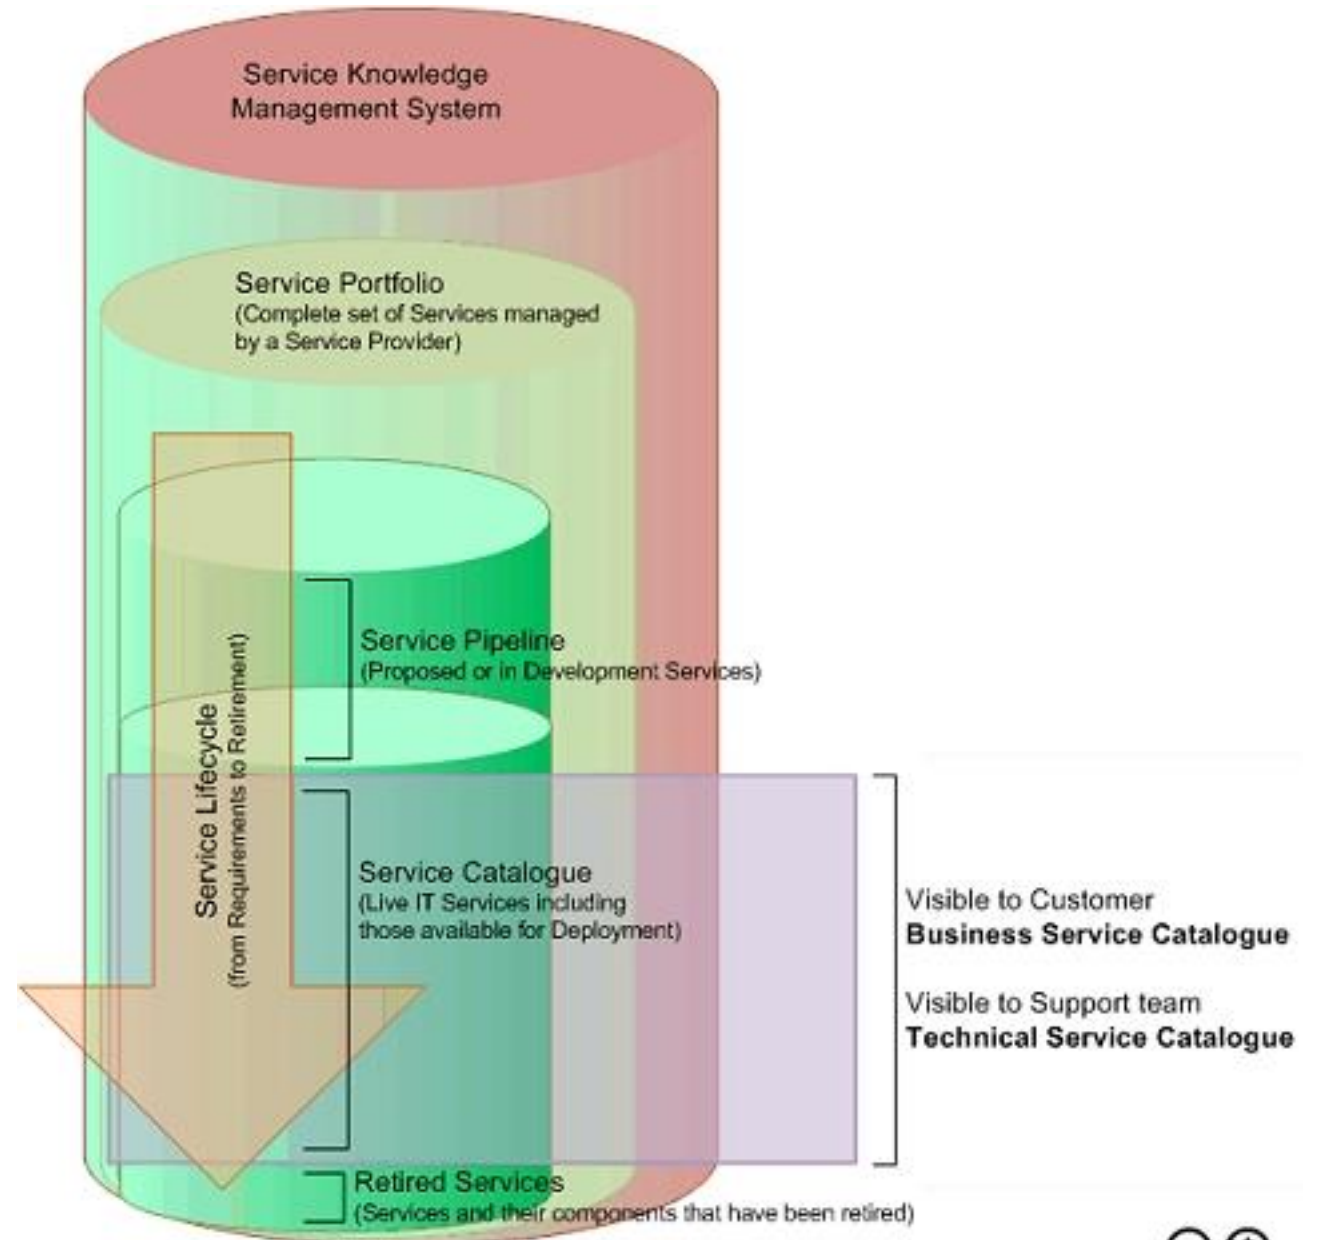 Service Knowledge
Management System
Service Portfolio
(Complete set of Services managed
by a Service Provider)
Service Pipeline
(Proposed or in Development Services)
Service Lifecycle
(from Requirements to Retirement)
Service Catalogue
(Live IT Services including
those available for Deployment)
Visible to Customer
Business Service Catalogue
Visible to Support team
Technical Service Catalogue
Retired Services
(Services and their components that have been retired)